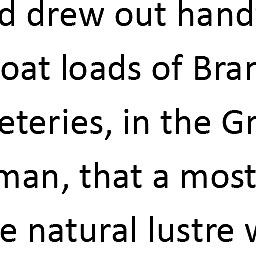 d drew out hand
oat loads of Bran
eteries, in the Gr
man, that a most
e natural lustre w